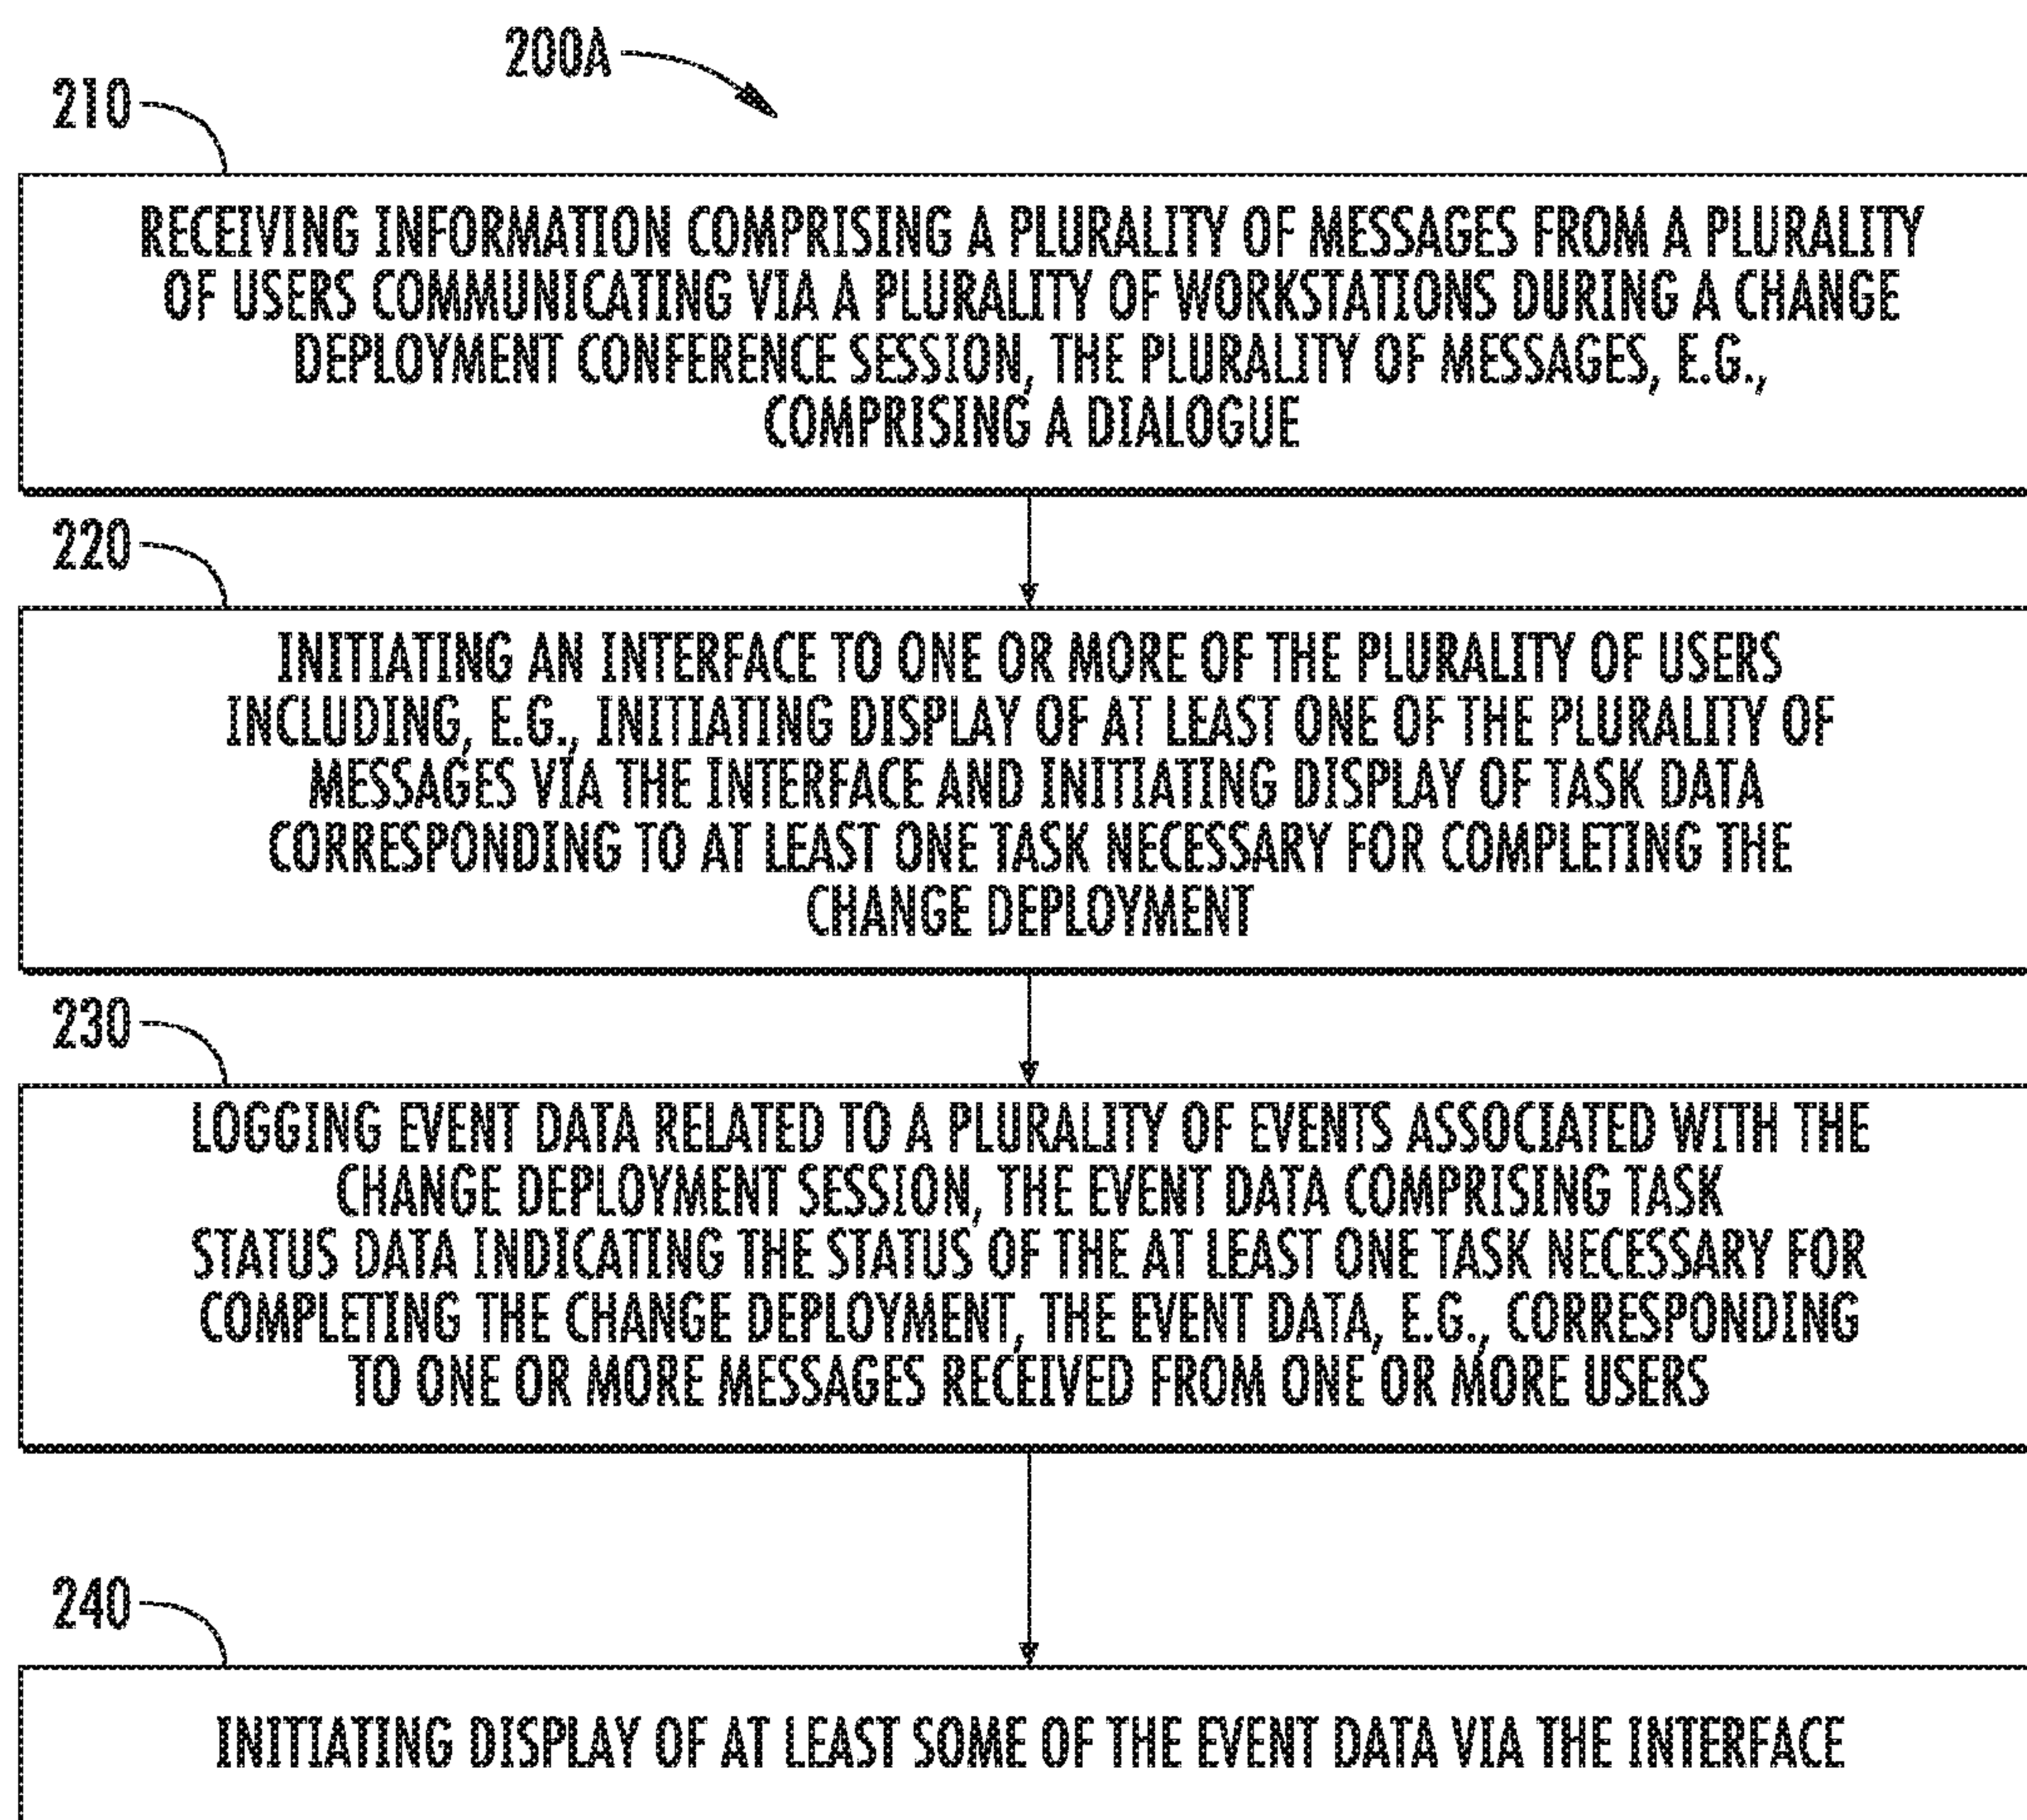 200A
210
RECEIVING INFORMATION COMPRISING A PLURALITY OF MESSAGES FROM A PLURALITY
OF USERS COMMUNICATING VIA A PLURALITY OF WORKSTATIONS DURING A CHANGE
DEPLOYMENT CONFERENCE SESSION, THE PLURALITY OF MESSAGES, E.G.,
COMPRISING A DIALOGUE
220
INITIATING AN INTERFACE TO ONE OR MORE OF THE PLURALITY OF USERS
INCLUDING, E.G., INITIATING DISPLAY OF AT LEAST ONE OF THE PLURALITY OF
MESSAGES VIA THE INTERFACE AND INITIATING DISPLAY OF TASK DATA
CORRESPONDING TO AT LEAST ONE TASK NECESSARY FOR COMPLETING THE
CHANGE DEPLOYMENT
230
LOGGING EVENT DATA RELATED TO A PLURALITY OF EVENTS ASSOCIATED WITH THE
CHANGE DEPLOYMENT SESSION, THE EVENT DATA COMPRISING TASK
STATUS DATA INDICATING THE STATUS OF THE AT LEAST ONE TASK NECESSARY FOR
COMPLETING THE CHANGE DEPLOYMENT, THE EVENT DATA, E.G., CORRESPONDING
TO ONE OR MORE MESSAGES RECEIVED FROM ONE OR MORE USERS
240
INITIATING DISPLAY OF AT LEAST SOME OF THE EVENT DATA VIA THE INTERFACE